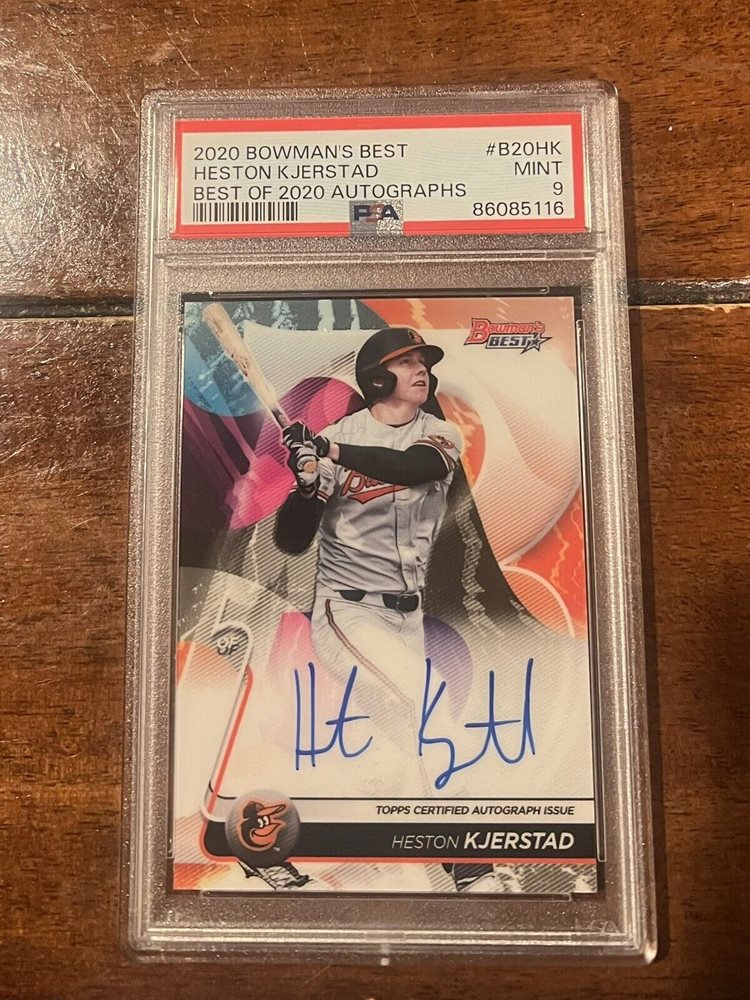 2020 BOWMAN'S BEST #B20HK
HESTON KJERSTAD MINT
BEST OF 2020 AUTOGRAPHS 9
PSA 86085116
Bowman's
BEST
OF
TOPPS CERTIFIED AUTOGRAPH ISSUE
HESTON KJERSTAD